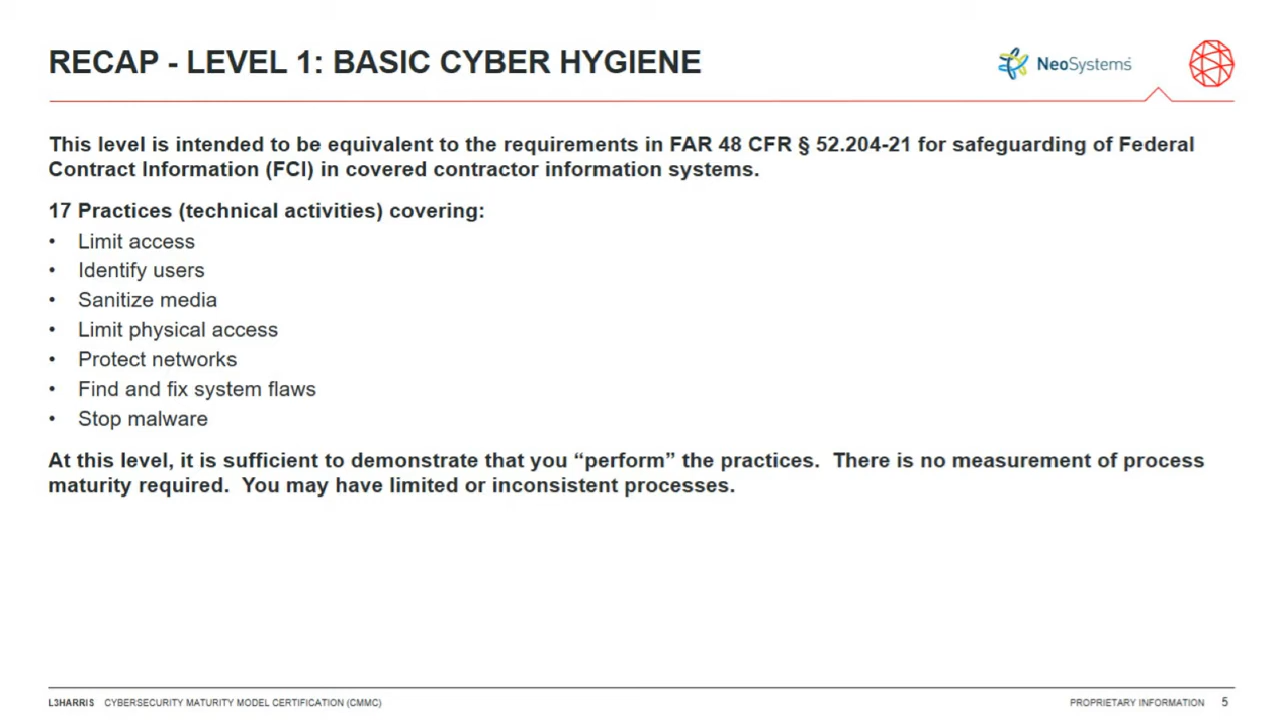 RECAP - LEVEL 1: BASIC CYBER HYGIENE
NeoSystems
This level is intended to be equivalent to the requirements in FAR 48 CFR § 52.204-21 for safeguarding of Federal
Contract Information (FCI) in covered contractor information systems.
17 Practices (technical activities) covering:
• Limit access
• Identify users
• Sanitize media
• Limit physical access
• Protect networks
• Find and fix system flaws
• Stop malware
At this level, it is sufficient to demonstrate that you “perform” the practices. There is no measurement of process
maturity required. You may have limited or inconsistent processes.
L3HARRIS CYBERSECURITY MATURITY MODEL CERTIFICATION (CMMC)
PROPRIETARY INFORMATION 5